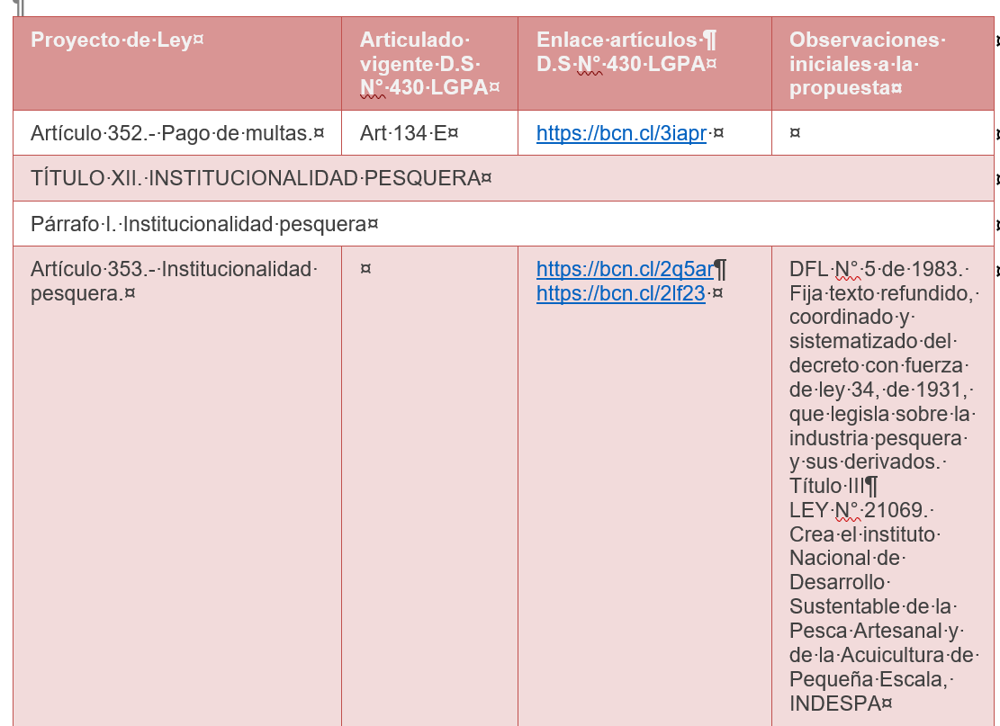 Proyecto de Ley
Articulado
vigente D.S
N° 430 LGPA
Enlace artículos
D.S N° 430 LGPA
Observaciones
iniciales a la
propuesta
Artículo 352.- Pago de multas.
Art 134 E
https://bcn.cl/3iapr
TÍTULO XII. INSTITUCIONALIDAD PESQUERA
Párrafo I. Institucionalidad pesquera
Artículo 353.- Institucionalidad
pesquera.
https://bcn.cl/2q5ar
https://bcn.cl/2lf23
DFL N° 5 de 1983.
Fija texto refundido,
coordinado y
sistematizado del
decreto con fuerza
de ley 34, de 1931,
que legisla sobre la
industria pesquera
y sus derivados.
Título III
LEY N° 21069.
Crea el instituto
Nacional de
Desarrollo
Sustentable de la
Pesca Artesanal y
de la Acuicultura de
Pequeña Escala,
INDESPA